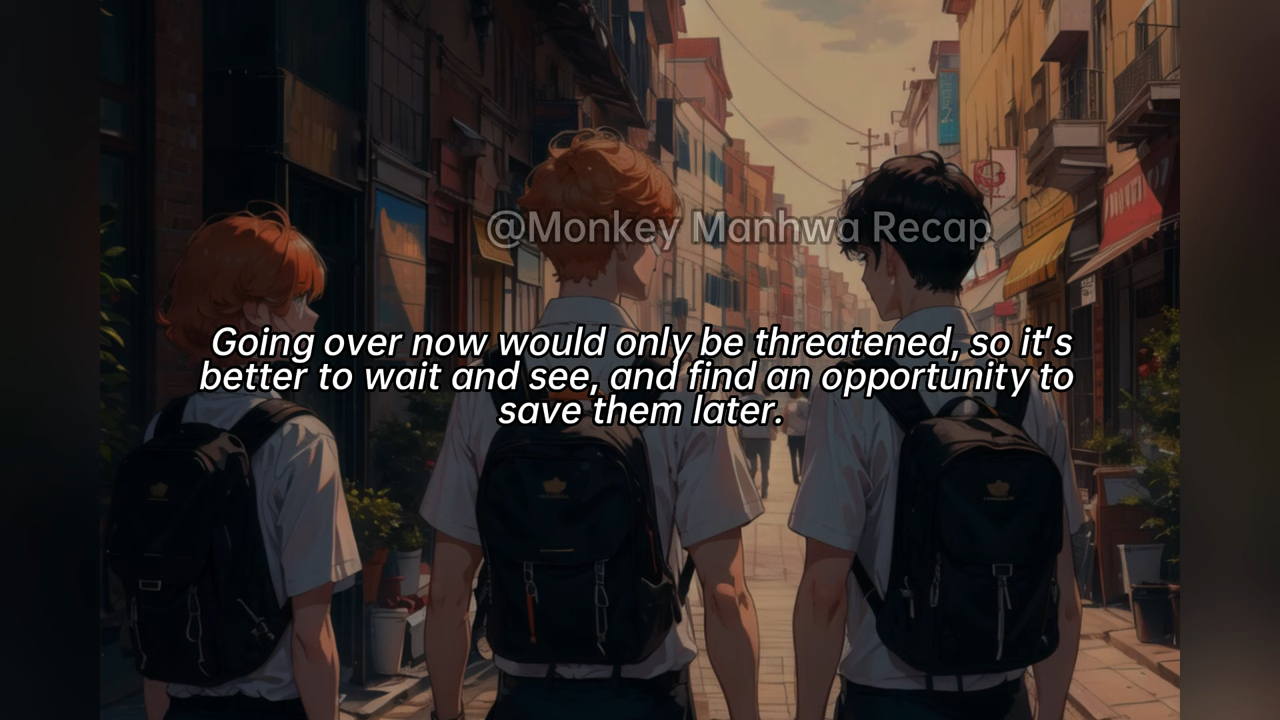 @Monkey Manhwa Recap
Going over now would only be threatened, so it's
better to wait and see, and find an opportunity to
save them later.